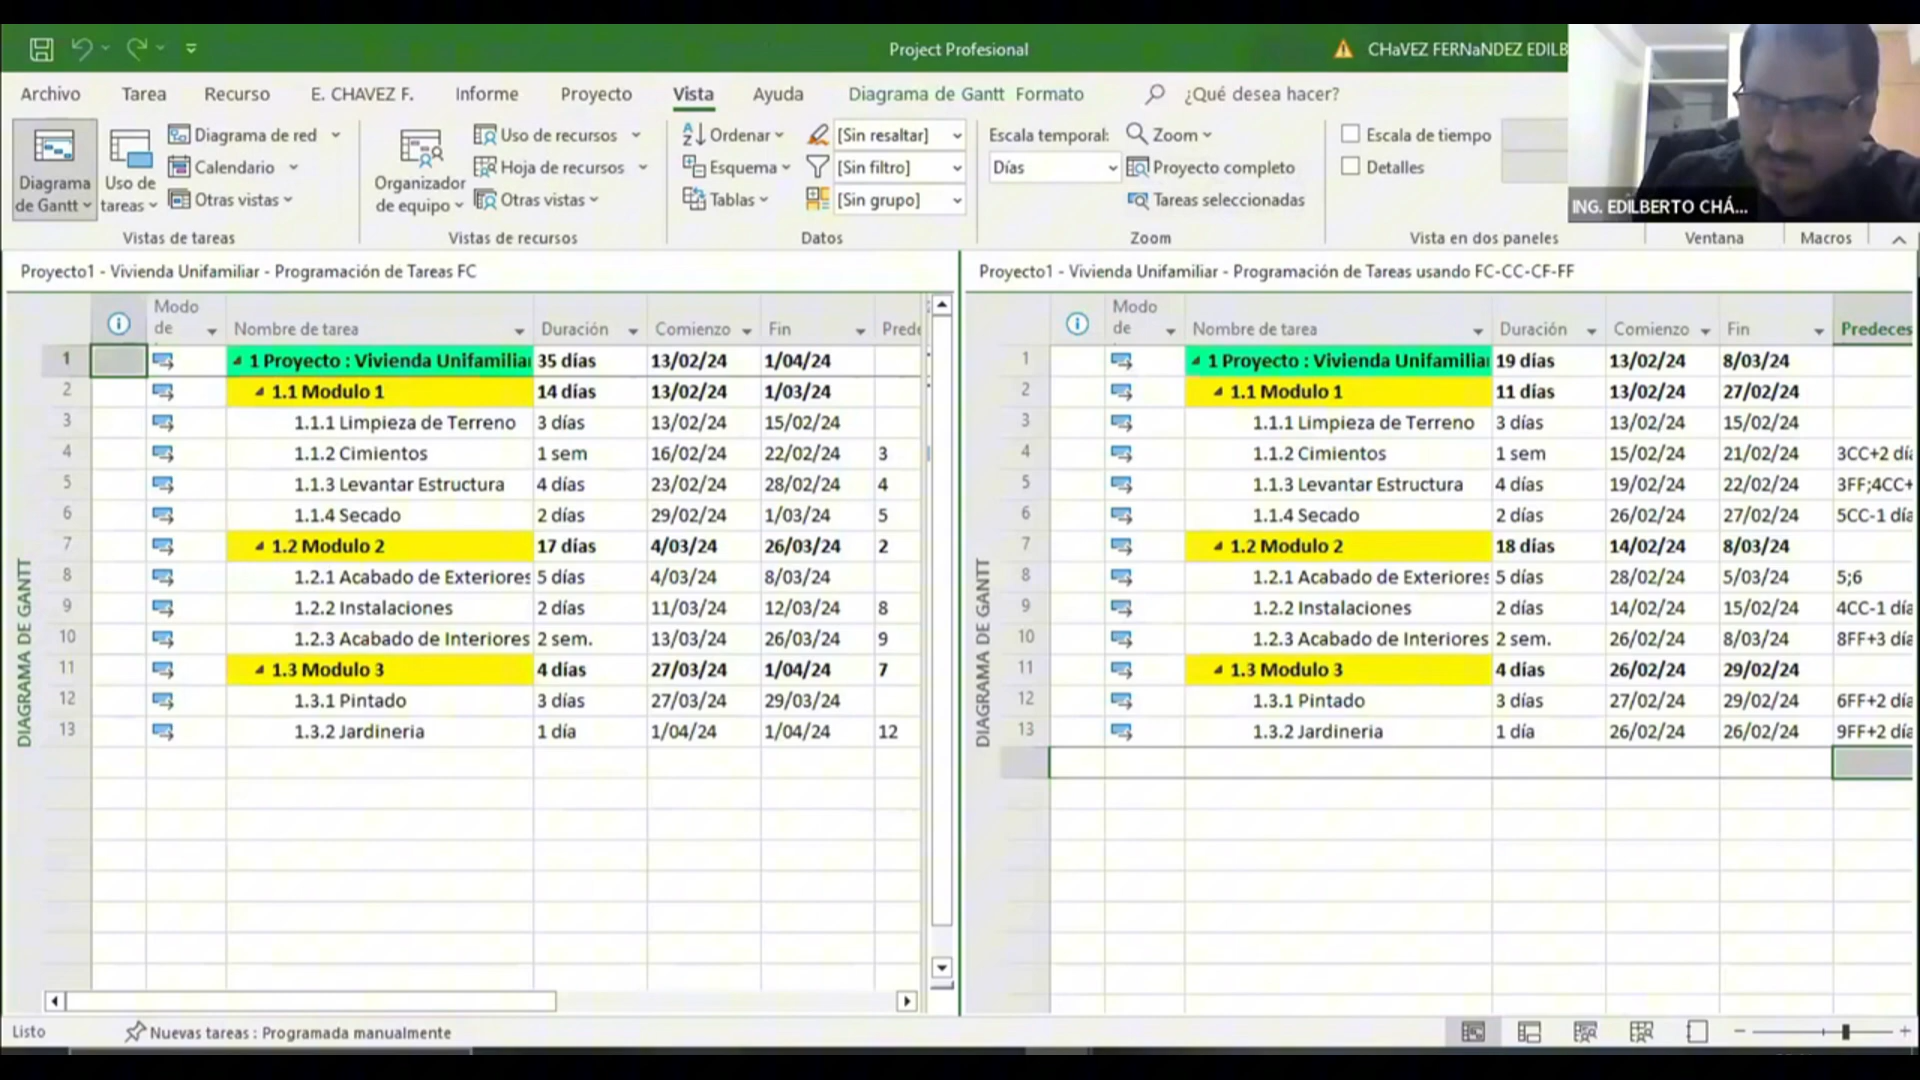 Project Profesional
CHaVEZ FERNaNDEZ EDILB
Archivo Tarea Recurso E. CHAVEZ F. Informe Proyecto Vista Ayuda Diagrama de Gantt Formato ¿Qué desea hacer?
Diagrama de Gantt
Uso de tareas
Diagrama de red
Calendario
Otras vistas
Vistas de tareas
Organizador de equipo
Uso de recursos
Hoja de recursos
Otras vistas
Vistas de recursos
Ordenar
Esquema
Tablas
[Sin resaltar]
[Sin filtro]
[Sin grupo]
Datos
Escala temporal:
Días
Zoom
Proyecto completo
Tareas seleccionadas
Zoom
Escala de tiempo
Detalles
Vista en dos paneles
Ventana
Macros
ING. EDILBERTO CHÁ...
Proyecto1 - Vivienda Unifamiliar - Programación de Tareas FC
Modo de Nombre de tarea Duración Comienzo Fin Prede
1 1 Proyecto : Vivienda Unifamiliar 35 días 13/02/24 1/04/24
2 1.1 Modulo 1 14 días 13/02/24 1/03/24
3 1.1.1 Limpieza de Terreno 3 días 13/02/24 15/02/24
4 1.1.2 Cimientos 1 sem 16/02/24 22/02/24 3
5 1.1.3 Levantar Estructura 4 días 23/02/24 28/02/24 4
6 1.1.4 Secado 2 días 29/02/24 1/03/24 5
7 1.2 Modulo 2 17 días 4/03/24 26/03/24 2
8 1.2.1 Acabado de Exteriores 5 días 4/03/24 8/03/24
9 1.2.2 Instalaciones 2 días 11/03/24 12/03/24 8
10 1.2.3 Acabado de Interiores 2 sem. 13/03/24 26/03/24 9
11 1.3 Modulo 3 4 días 27/03/24 1/04/24 7
12 1.3.1 Pintado 3 días 27/03/24 29/03/24
13 1.3.2 Jardineria 1 día 1/04/24 1/04/24 12
DIAGRAMA DE GANTT
Proyecto1 - Vivienda Unifamiliar - Programación de Tareas usando FC-CC-CF-FF
Modo de Nombre de tarea Duración Comienzo Fin Predeces
1 1 Proyecto : Vivienda Unifamiliar 19 días 13/02/24 8/03/24
2 1.1 Modulo 1 11 días 13/02/24 27/02/24
3 1.1.1 Limpieza de Terreno 3 días 13/02/24 15/02/24
4 1.1.2 Cimientos 1 sem 15/02/24 21/02/24 3CC+2 día
5 1.1.3 Levantar Estructura 4 días 19/02/24 22/02/24 3FF;4CC+
6 1.1.4 Secado 2 días 26/02/24 27/02/24 5CC-1 día
7 1.2 Modulo 2 18 días 14/02/24 8/03/24
8 1.2.1 Acabado de Exteriores 5 días 28/02/24 5/03/24 5;6
9 1.2.2 Instalaciones 2 días 14/02/24 15/02/24 4CC-1 día
10 1.2.3 Acabado de Interiores 2 sem. 26/02/24 8/03/24 8FF+3 día
11 1.3 Modulo 3 4 días 26/02/24 29/02/24
12 1.3.1 Pintado 3 días 27/02/24 29/02/24 6FF+2 día
13 1.3.2 Jardineria 1 día 26/02/24 26/02/24 9FF+2 día
DIAGRAMA DE GANTT
Listo Nuevas tareas : Programada manualmente